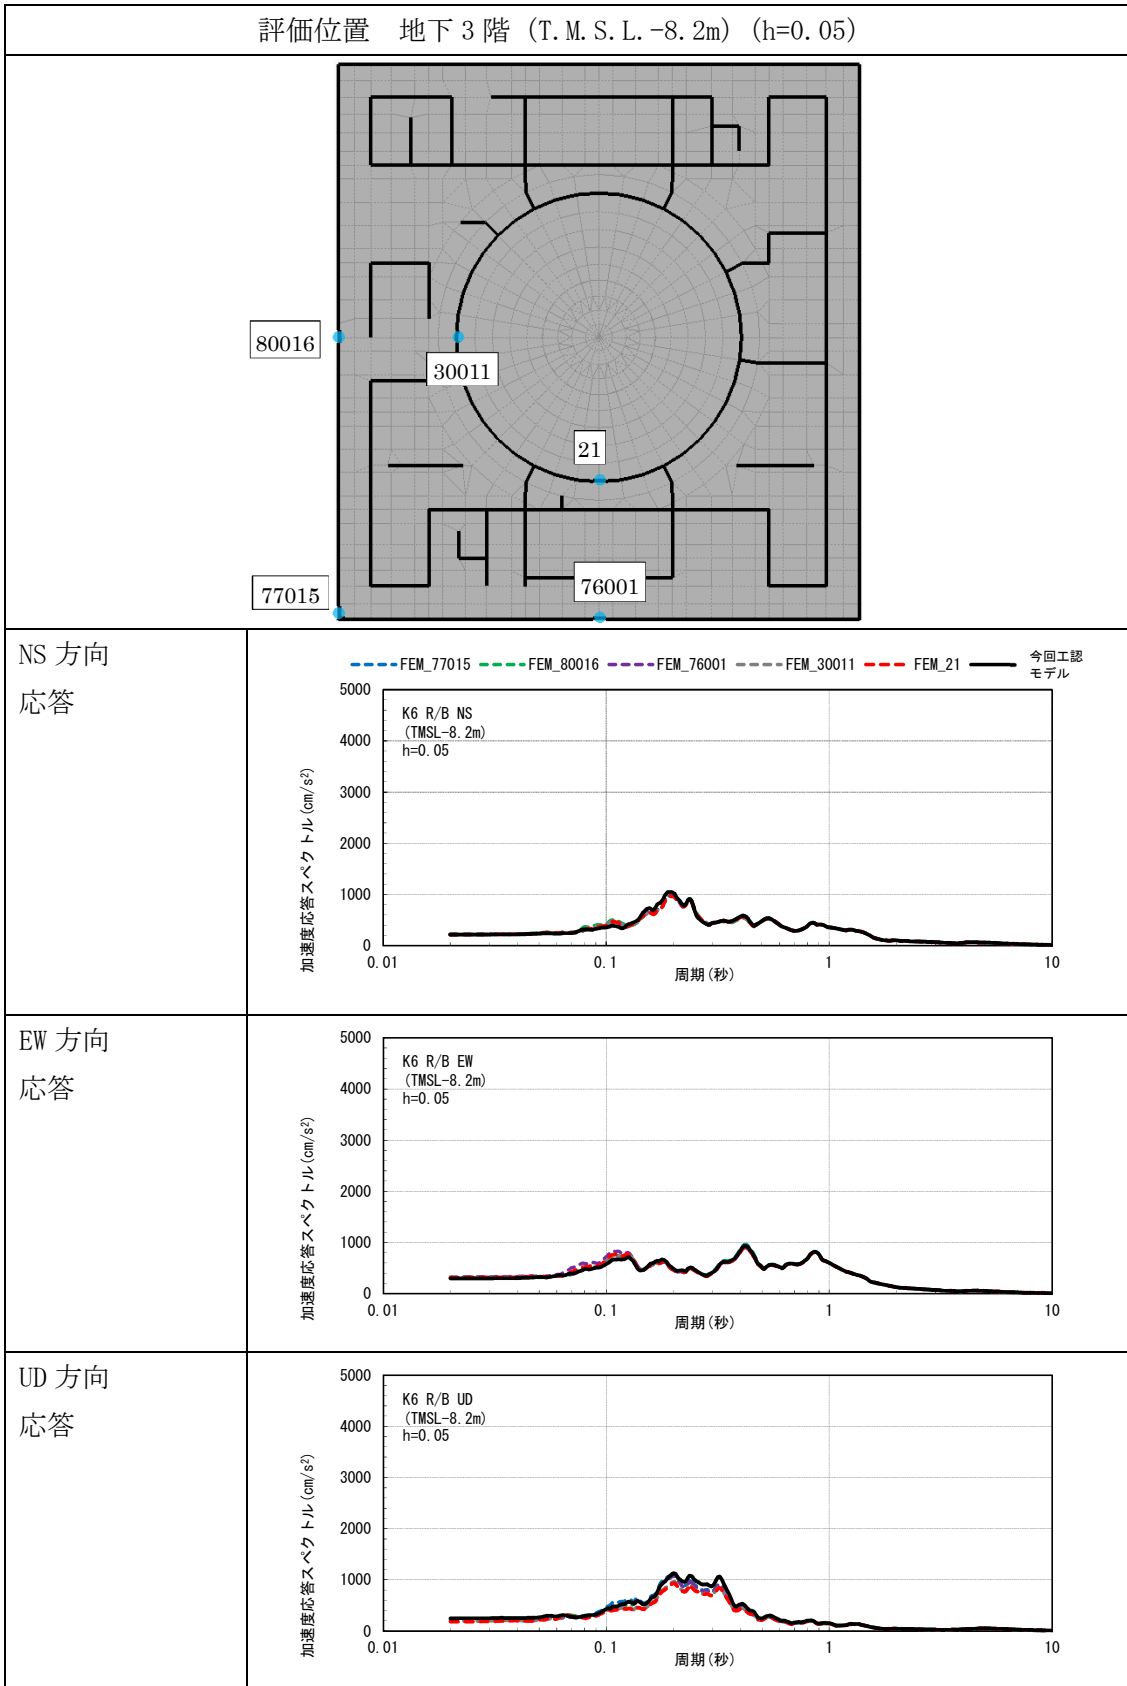 評価位置　地下３階 (T.M.S.L.-8.2m) (h=0.05)
80016
30011
21
77015
76001
NS 方向
応答
FEM_77015 FEM_80016 FEM_76001 FEM_30011 FEM_21 今回工認
モデル
K6 R/B NS
(TMSL-8.2m)
h=0.05
加速度応答スペクトル(cm/s²)
5000
4000
3000
2000
1000
0
0.01 0.1 1 10
周期(秒)
EW 方向
応答
K6 R/B EW
(TMSL-8.2m)
h=0.05
加速度応答スペクトル(cm/s²)
5000
4000
3000
2000
1000
0
0.01 0.1 1 10
周期(秒)
UD 方向
応答
K6 R/B UD
(TMSL-8.2m)
h=0.05
加速度応答スペクトル(cm/s²)
5000
4000
3000
2000
1000
0
0.01 0.1 1 10
周期(秒)